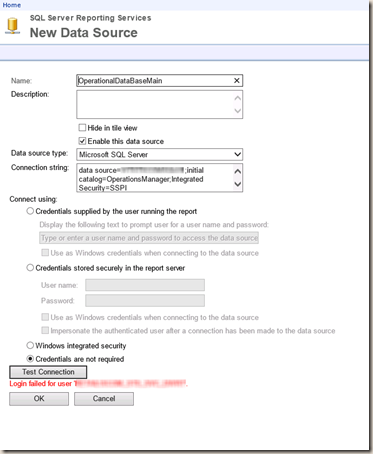 Home
SQL Server Reporting Services
New Data Source
Name:
OperationalDataBaseMain
Description:
Hide in tile view
Enable this data source
Data source type:
Microsoft SQL Server
Connection string:
data source=
;initial
catalog=OperationsManager;Integrated
Security=SSPI
Connect using:
Credentials supplied by the user running the report
Display the following text to prompt user for a user name and password:
Type or enter a user name and password to access the data source
Use as Windows credentials when connecting to the data source
Credentials stored securely in the report server
User name:
Password:
Use as Windows credentials when connecting to the data source
Impersonate the authenticated user after a connection has been made to the data source
Windows integrated security
Credentials are not required
Test Connection
Login failed for user '
'.
OK
Cancel